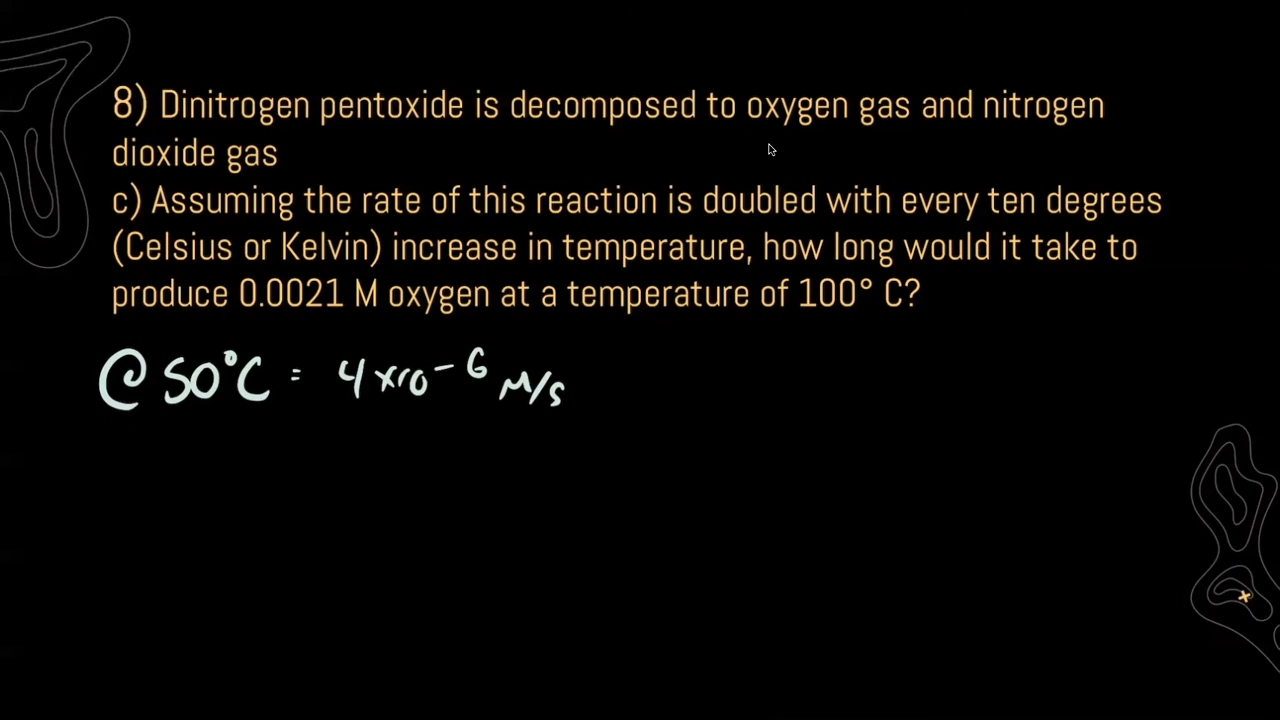 8) Dinitrogen pentoxide is decomposed to oxygen gas and nitrogen
dioxide gas
c) Assuming the rate of this reaction is doubled with every ten degrees
(Celsius or Kelvin) increase in temperature, how long would it take to
produce 0.0021 M oxygen at a temperature of 100° C?
@ 50°C = 4 x10⁻⁶ M/s